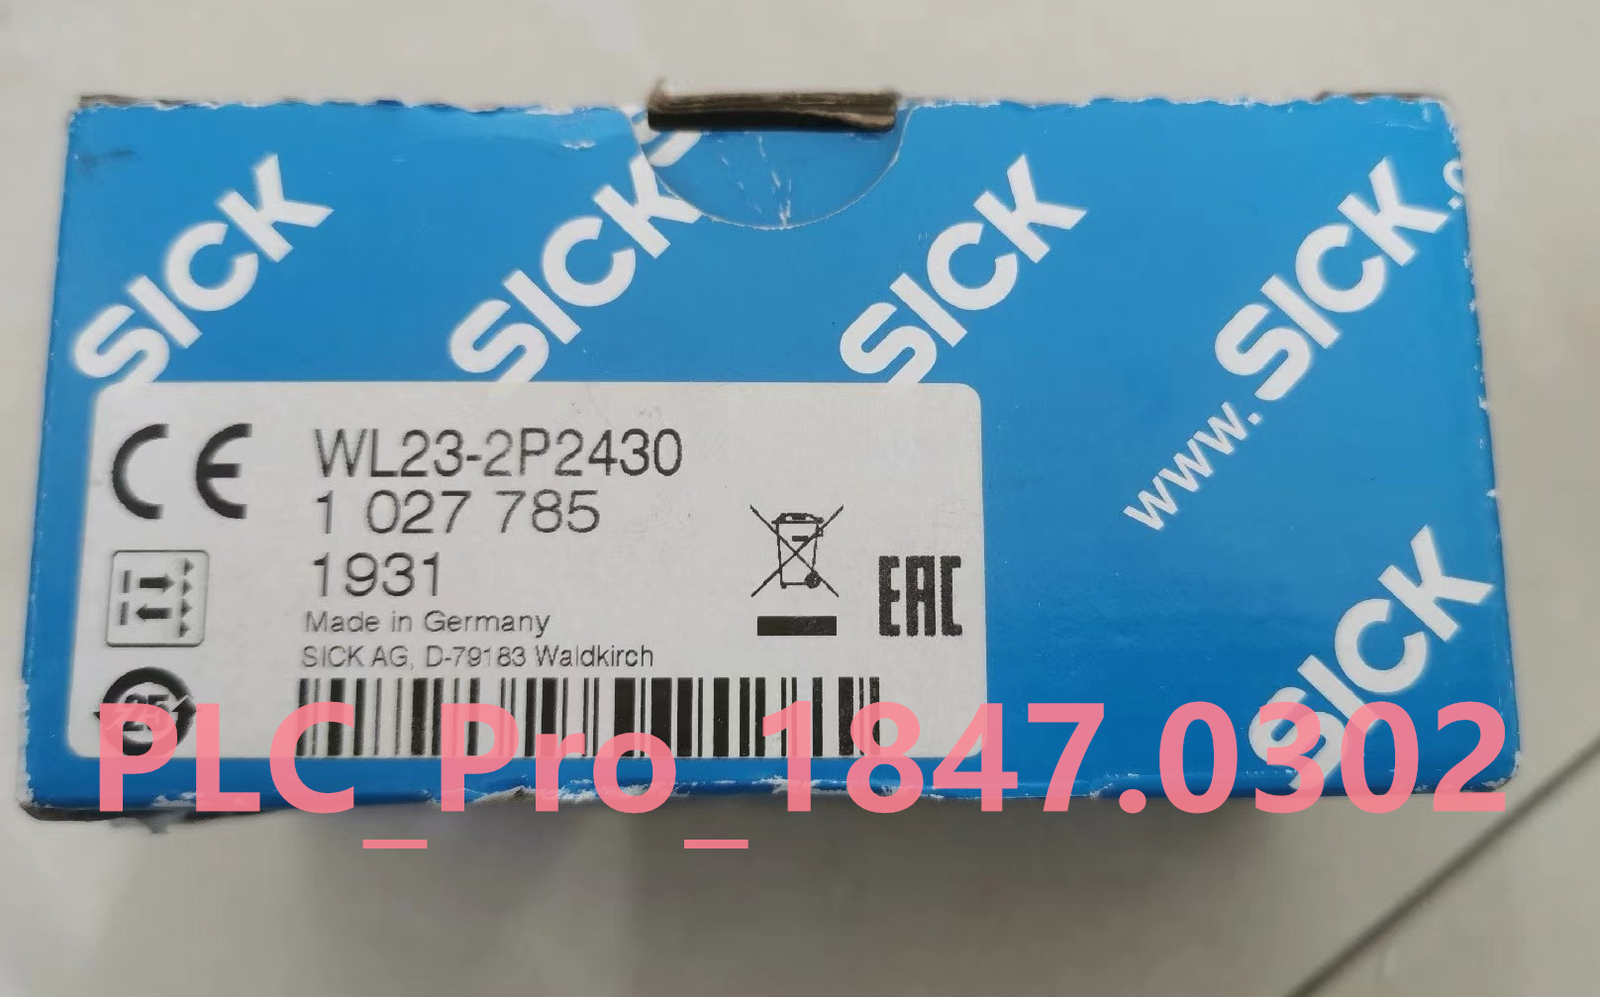 SICK
SICK
SICK
www.SICK.
SICK
CE
WL23-2P2430
1 027 785
1931
Made in Germany
SICK AG, D-79183 Waldkirch
EAC
25
PLC_Pro_1847.0302